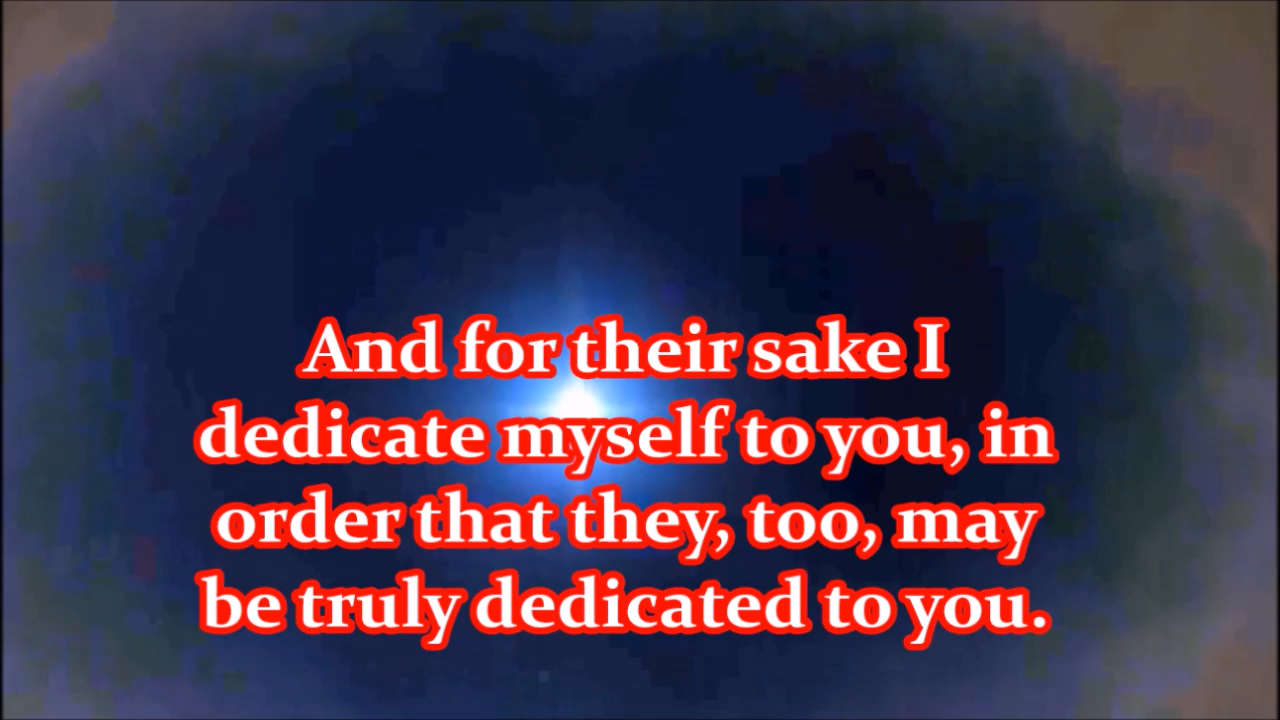 And for their sake I
dedicate myself to you, in
order that they, too, may
be truly dedicated to you.